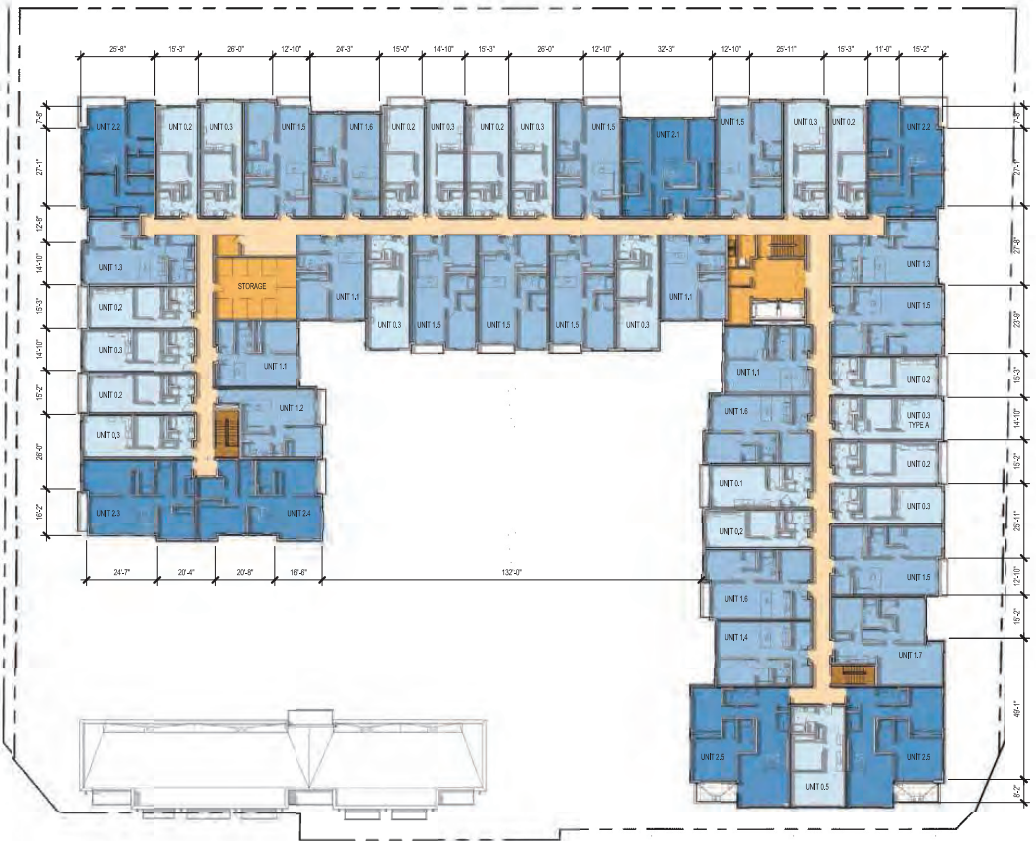 25'-8" 15'-3" 26'-0" 12'-10" 24'-3" 15'-0" 14'-10" 15'-3" 26'-0" 12'-10" 32'-3" 12'-10" 25'-11" 15'-3" 11'-0" 15'-2"
7'-8"
27'-1"
12'-8"
14'-10"
15'-3"
14'-10"
15'-2"
26'-0"
16'-2"
UNIT 2.2 UNIT 0.2 UNIT 0.3 UNIT 1.5 UNIT 1.6 UNIT 0.2 UNIT 0.3 UNIT 0.2 UNIT 0.3 UNIT 1.5 UNIT 2.1 UNIT 1.5 UNIT 0.3 UNIT 0.2 UNIT 2.2
UNIT 1.3
UNIT 0.2
UNIT 0.3
UNIT 0.2
UNIT 0.3
UNIT 2.3
UNIT 2.4
STORAGE
UNIT 1.1
UNIT 1.2
UNIT 1.1
UNIT 0.3 UNIT 1.5 UNIT 1.5 UNIT 1.5 UNIT 0.3
UNIT 1.1
UNIT 1.1
UNIT 1.6
UNIT 0.1
UNIT 0.2
UNIT 1.6
UNIT 1.4
UNIT 2.5
UNIT 0.5
UNIT 2.5
UNIT 1.3
UNIT 1.5
UNIT 0.2
UNIT 0.3
TYPE A
UNIT 0.2
UNIT 0.3
UNIT 1.5
UNIT 1.7
7'-8"
27'-1"
27'-8"
23'-9"
15'-3"
14'-10"
15'-2"
25'-11"
12'-10"
15'-2"
49'-1"
8'-2"
24'-7" 20'-4" 20'-8" 16'-8" 132'-0"